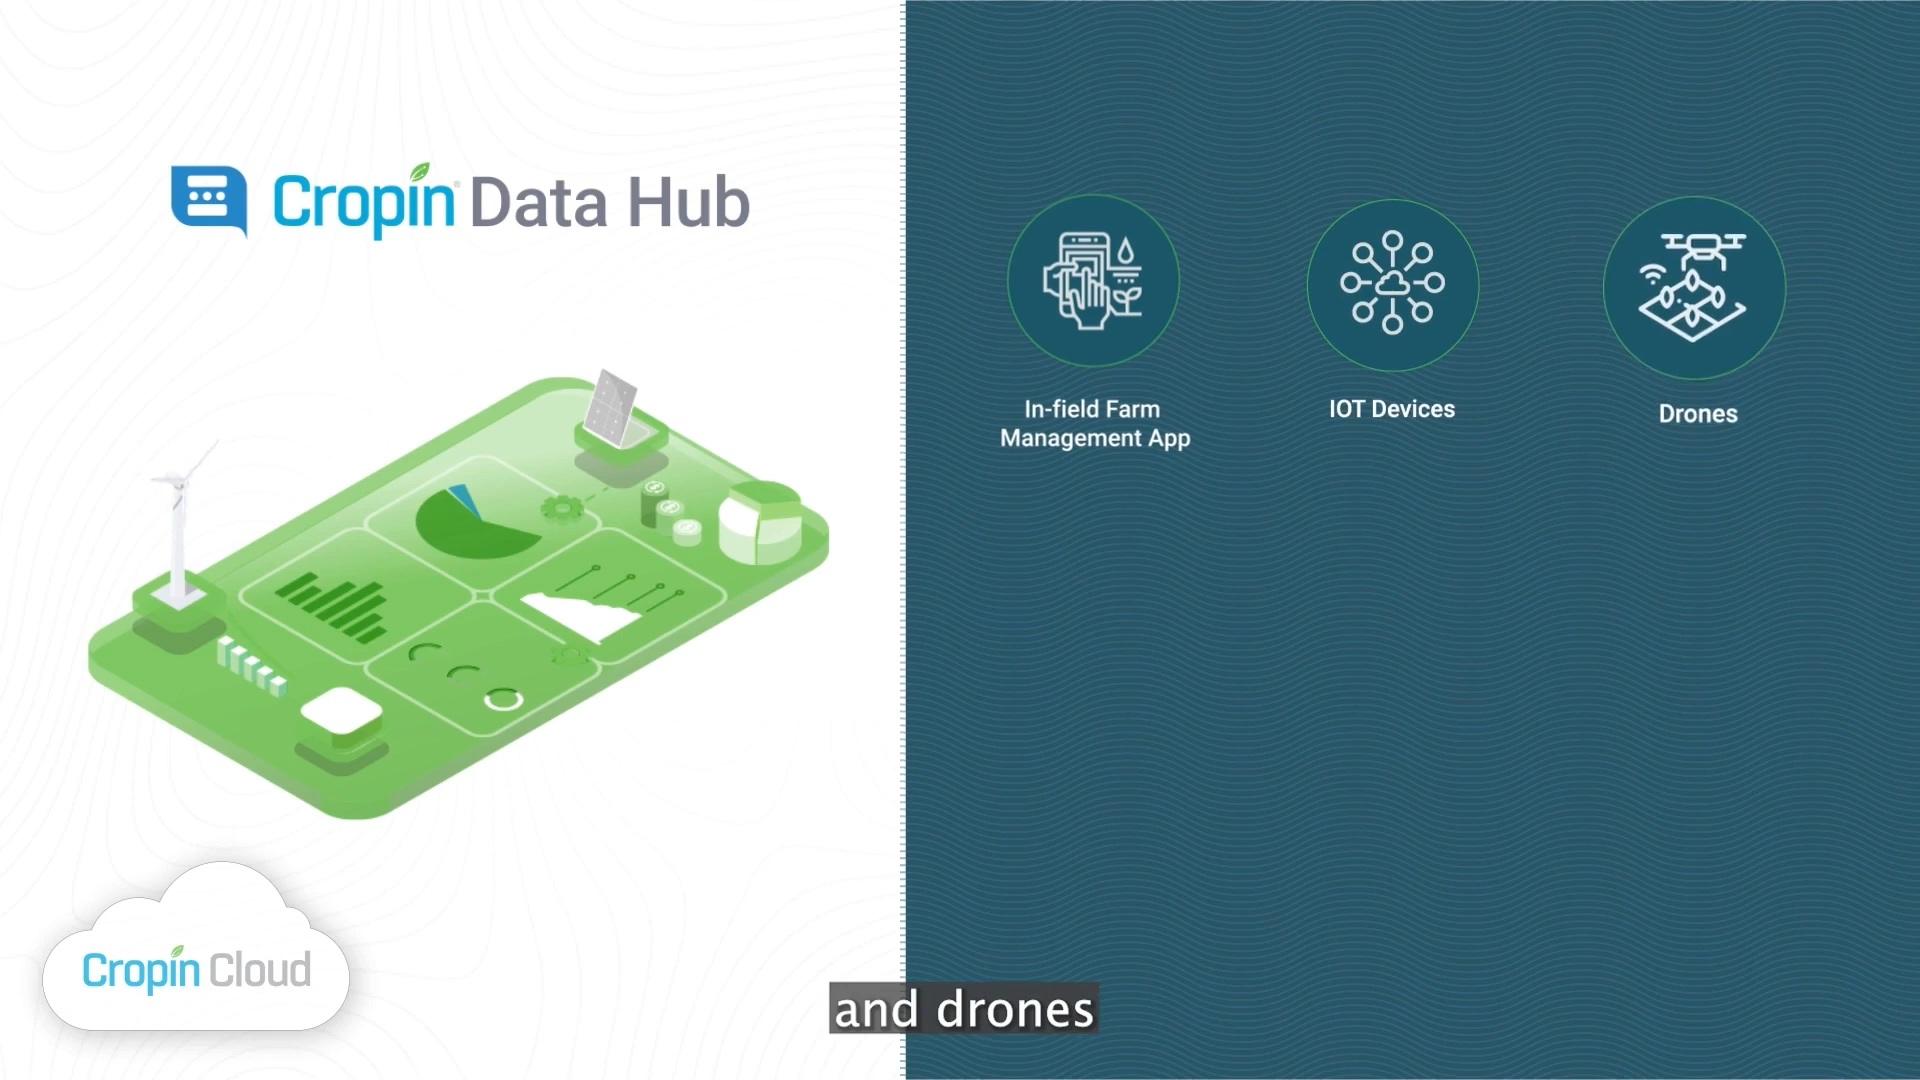 Cropin Data Hub
In-field Farm
Management App
IOT Devices
Drones
Cropin Cloud
and drones